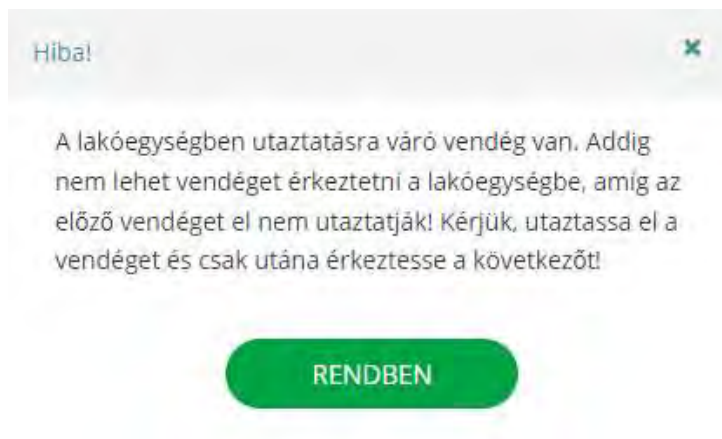 Hiba!
A lakóegységben utaztatásra váró vendég van. Addig
nem lehet vendéget érkeztetni a lakóegységbe, amíg az
előző vendéget el nem utaztatják! Kérjük, utaztassa el a
vendéget és csak utána érkeztesse a következőt!
RENDBEN